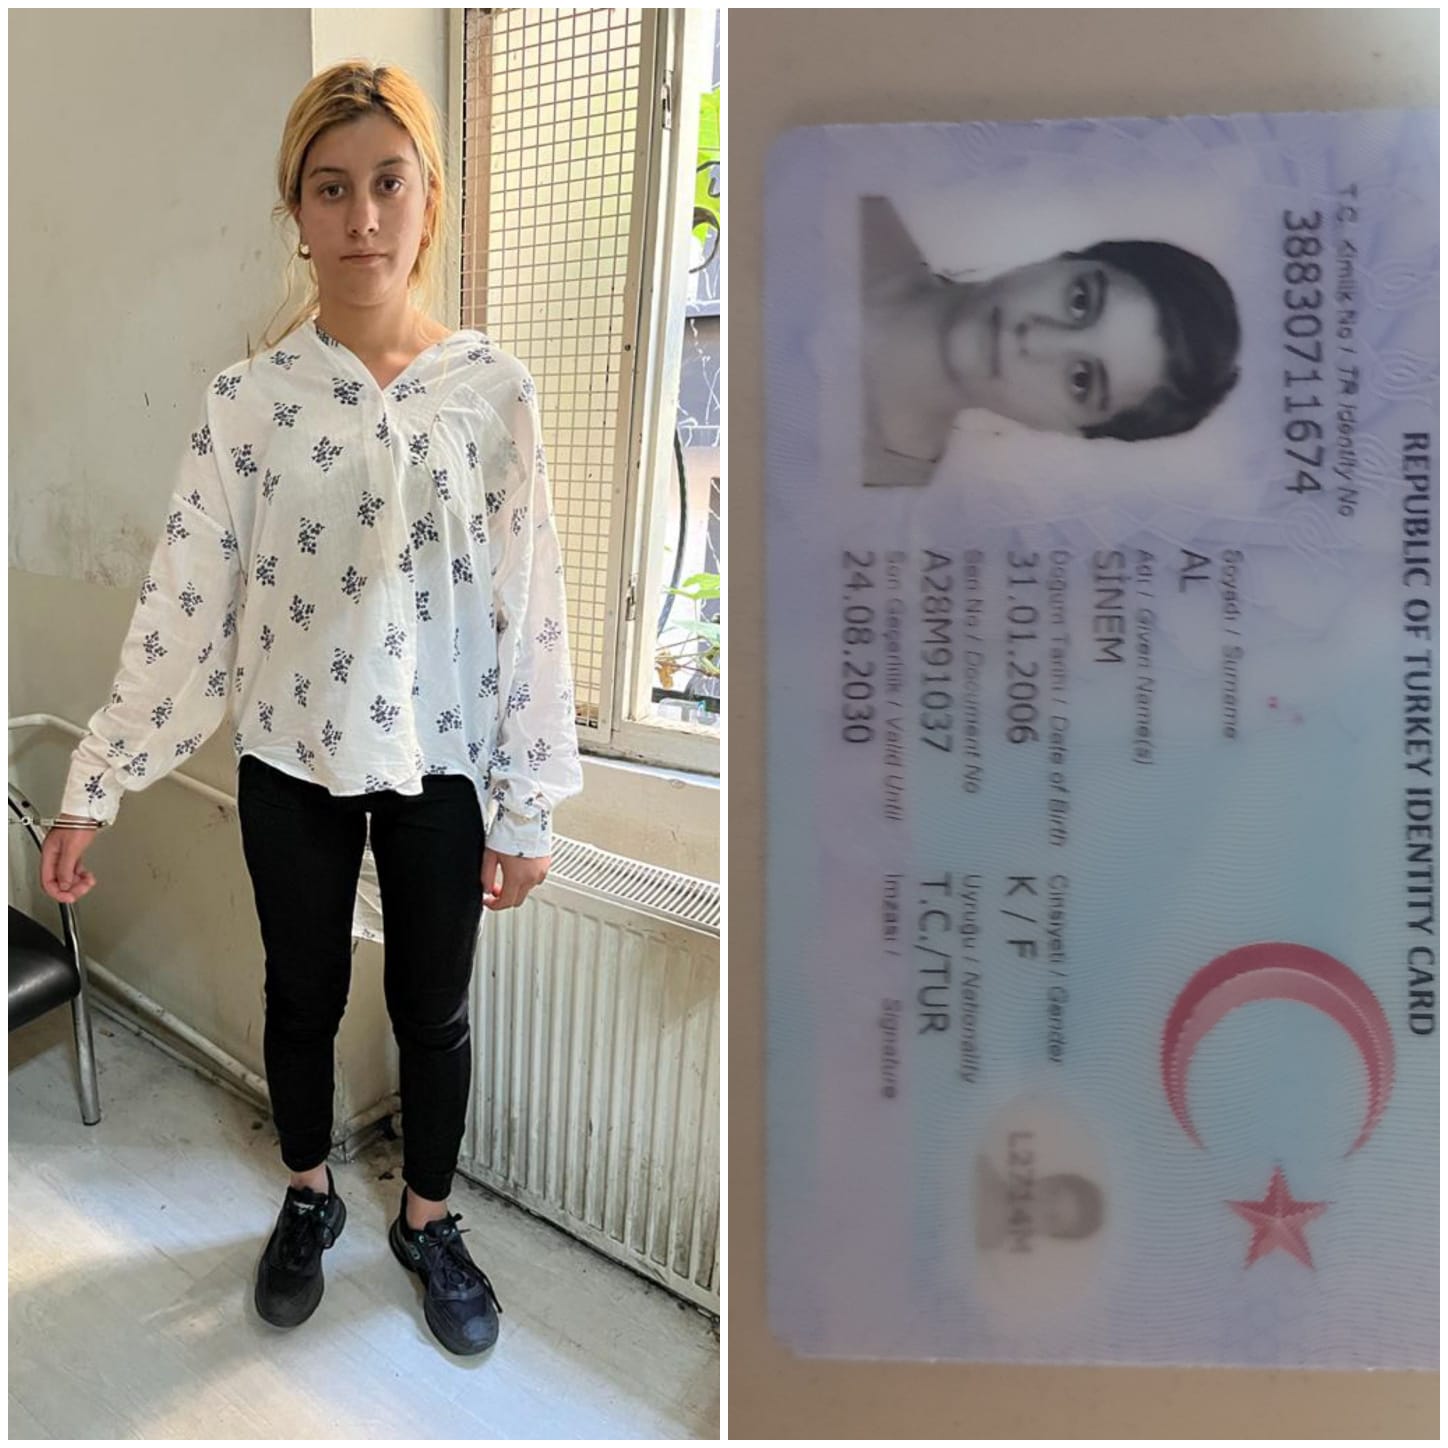 REPUBLIC OF TURKEY IDENTITY CARD
T.C. Kimlik No / TR Identity No
38830711674
Soyadı / Surname
AL
Adı / Given Name(s)
SİNEM
Doğum Tarihi / Date of Birth
31.01.2006
Cinsiyeti / Gender
K / F
Seri No / Document No
A28M91037
Uyruğu / Nationality
T.C./TUR
Son Geçerlilik / Valid Until
24.08.2030
İmzası / Signature